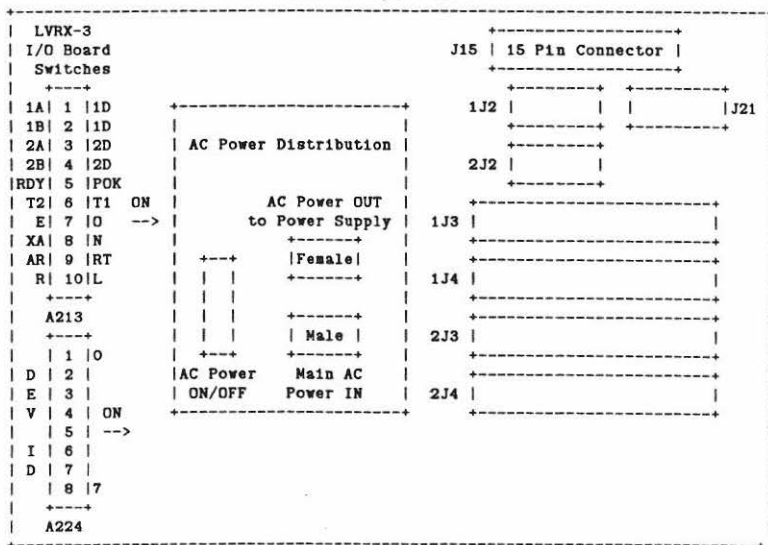 LVRX-3
I/O Board J15 15 Pin Connector
Switches
1A 1 1D 1J2 J21
1B 2 1D
2A 3 2D AC Power Distribution
2B 4 2D 2J2
RDY 5 POK
T2 6 T1 ON AC Power OUT
E 7 O --> to Power Supply 1J3
XA 8 N
AR 9 RT Female
R 10 L 1J4
A213
Male 2J3
1 0
D 2 AC Power Main AC
E 3 ON/OFF Power IN 2J4
V 4 ON
5 -->
I 6
D 7
8 7
A224